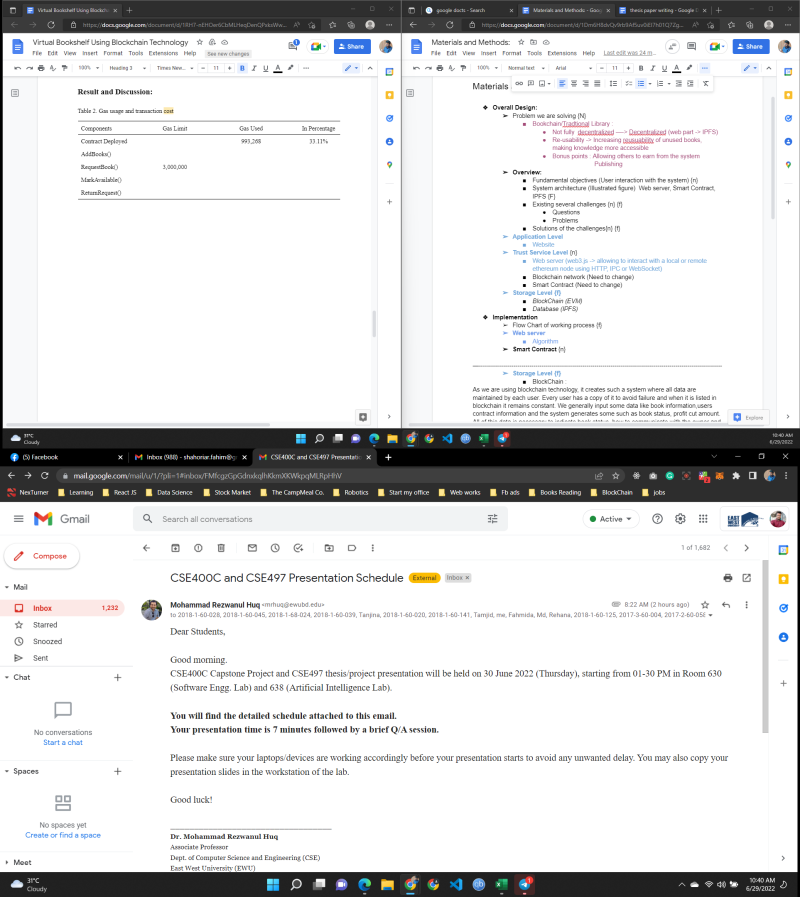 Virtual Bookshelf Using Blockchain
https://docs.google.com/document/d/
Virtual Bookshelf Using Blockchain Technology
File Edit View Insert Format Tools Extensions Help See new changes
Share
100% Heading 3 Times New... 11
Result and Discussion:
Table 2. Gas usage and transaction cost
Components Gas Limit Gas Used In Percentage
Contract Deployed 993,268 33.11%
AddBooks()
RequestBook() 3,000,000
MarkAvailable()
ReturnRequest()
31°C
Cloudy
google docts - Search
Materials and Methods: - Goo
thesis paper writing - Google D
https://docs.google.com/document/d/
Materials and Methods:
File Edit View Insert Format Tools Extensions Help Last edit was 24 m...
Share
100% Normal text Arial 11
Materials
Overall Design:
Problem we are solving {N}
Bookchain/Tradtional Library :
Not fully decentralized ----> Decentralized (web part -> IPFS)
Re-usability -> Increasing reusability of unused books,
making knowledge more accessible
Bonus points : Allowing others to earn from the system
Publishing
Overview:
Fundamental objectives (User interaction with the system) {n}
System architecture (Illustrated figure) Web server, Smart Contract,
IPFS {F}
Existing several challenges {n} {f}
Questions
Problems
Solutions of the challenges{n} {f}
Application Level
Website
Trust Service Level {n}
Web server (web3.js -> allowing to interact with a local or remote
ethereum node using HTTP, IPC or WebSocket)
Blockchain network (Need to change)
Smart Contract (Need to change)
Storage Level {f}
BlockChain (EVM)
Database (IPFS)
Implementation
Flow Chart of working process {f}
Web server
Algorithm
Smart Contract {n}
Storage Level {f}
BlockChain :
As we are using blockchain technology, it creates such a system where all data are
maintained by each user. Every user has a copy of it to avoid failure and when it is listed in
blockchain it remains constant. We generally input some data like book information,users
contract information and the system generates some such as book status, profit cut amount.
Explore
10:40 AM
6/29/2022
(5) Facebook
Inbox (988) - shahoriar.fahim@g
CSE400C and CSE497 Presentatio
mail.google.com/mail/u/1/?pli=1#inbox/FMfcgzGpGdnxkqlhKkmXKWkpqMLRpHhV
NexTurner Learning React JS Data Science Stock Market The CampMeal Co. Robotics Start my office Web works Fb ads Books Reading BlockChain jobs
Gmail
Search all conversations
Active
EAST WEST
Compose
1 of 1,682
Mail
Inbox 1,232
Starred
Snoozed
Sent
Chat
No conversations
Start a chat
Spaces
No spaces yet
Create or find a space
Meet
CSE400C and CSE497 Presentation Schedule External Inbox ×
Mohammad Rezwanul Huq <mrhuq@ewubd.edu> 8:22 AM (2 hours ago)
to 2018-1-60-028, 2018-1-60-045, 2018-1-68-024, 2018-1-60-039, Tanjina, 2018-1-60-020, 2018-1-60-141, Tamjid, me, Fahmida, Md, Rehana, 2018-1-60-125, 2017-3-60-004, 2017-2-60-058
Dear Students,
Good morning.
CSE400C Capstone Project and CSE497 thesis/project presentation will be held on 30 June 2022 (Thursday), starting from 01-30 PM in Room 630
(Software Engg. Lab) and 638 (Artificial Intelligence Lab).
You will find the detailed schedule attached to this email.
Your presentation time is 7 minutes followed by a brief Q/A session.
Please make sure your laptops/devices are working accordingly before your presentation starts to avoid any unwanted delay. You may also copy your
presentation slides in the workstation of the lab.
Good luck!
Dr. Mohammad Rezwanul Huq
Associate Professor
Dept. of Computer Science and Engineering (CSE)
East West University (EWU)
31°C
Cloudy
10:40 AM
6/29/2022